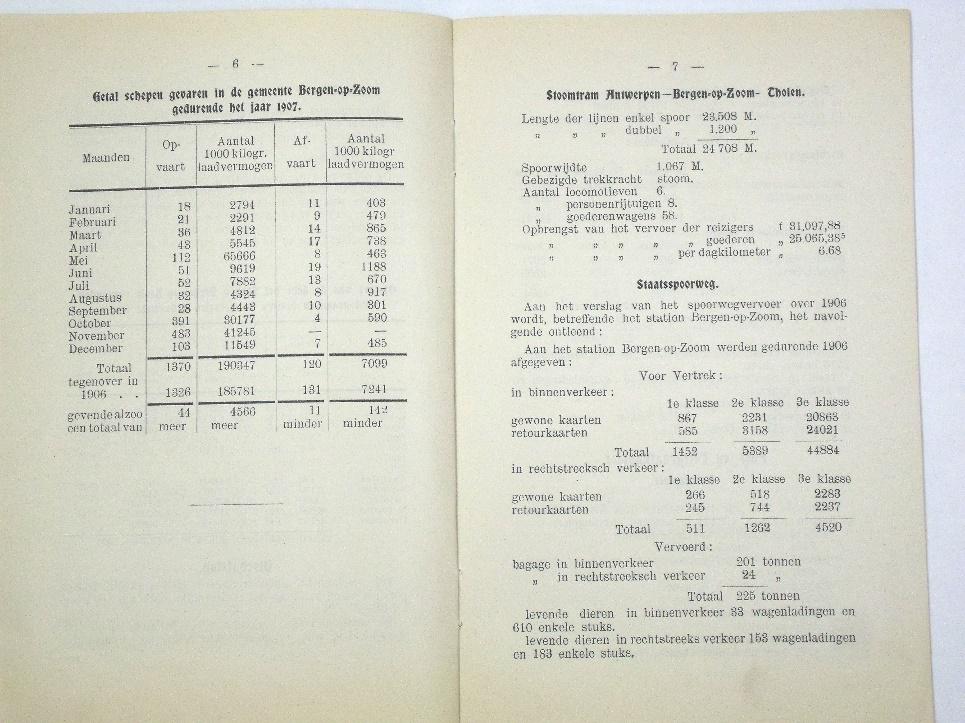 — 6 —
Getal schepen gevaren in de gemeente Bergen-op-Zoom
gedurende het jaar 1907.
Maanden Op-vaart Aantal 1000 kilogr. laadvermogen Af-vaart Aantal 1000 kilogr laadvermogen
Januari 18 2794 11 403
Februari 21 2291 9 479
Maart 36 4812 14 865
April 43 5545 17 738
Mei 112 65666 8 463
Juni 51 9619 19 1188
Juli 52 7882 13 670
Augustus 32 4324 8 917
September 28 4443 10 301
October 391 30177 4 590
November 483 41245 — —
December 103 11549 7 485
Totaal 1370 190347 120 7099
tegenover in
1906 . . 1326 185781 131 7241
gevende alzoo 44 4566 11 142
een totaal van meer meer minder minder
— 7 —
Stoomtram Antwerpen—Bergen-op-Zoom- Tholen.
Lengte der lijnen enkel spoor 23,508 M.
„ „ „ dubbel „ 1.200 „
Totaal 24 708 M.
Spoorwijdte 1.067 M.
Gebezigde trekkracht stoom.
Aantal locomotieven 6.
„ personenrijtuigen 8.
„ goederenwagens 58.
Opbrengst van het vervoer der reizigers f 31,097,88
„ „ „ „ „ goederen „ 25 065,38⁵
„ „ „ „ per dagkilometer „ 6.68
Staatsspoorweg.
Aan het verslag van het spoorwegvervoer over 1906
wordt, betreffende het station Bergen-op-Zoom, het navol-
gende ontleend :
Aan het station Bergen-op-Zoom werden gedurende 1906
afgegeven :
Voor Vertrek :
in binnenverkeer :
1e klasse 2e klasse 3e klasse
gewone kaarten 867 2231 20863
retourkaarten 585 3158 24021
Totaal 1452 5389 44884
in rechtstreeksch verkeer :
1e klasse 2e klasse 3e klasse
gewone kaarten 266 518 2283
retourkaarten 245 744 2237
Totaal 511 1262 4520
Vervoerd :
bagage in binnenverkeer 201 tonnen
„ in rechtstreeksch verkeer 24 „
Totaal 225 tonnen
levende dieren in binnenverkeer 33 wagenladingen en
610 enkele stuks.
levende dieren in rechtstreeks verkeer 153 wagenladingen
en 183 enkele stuks.